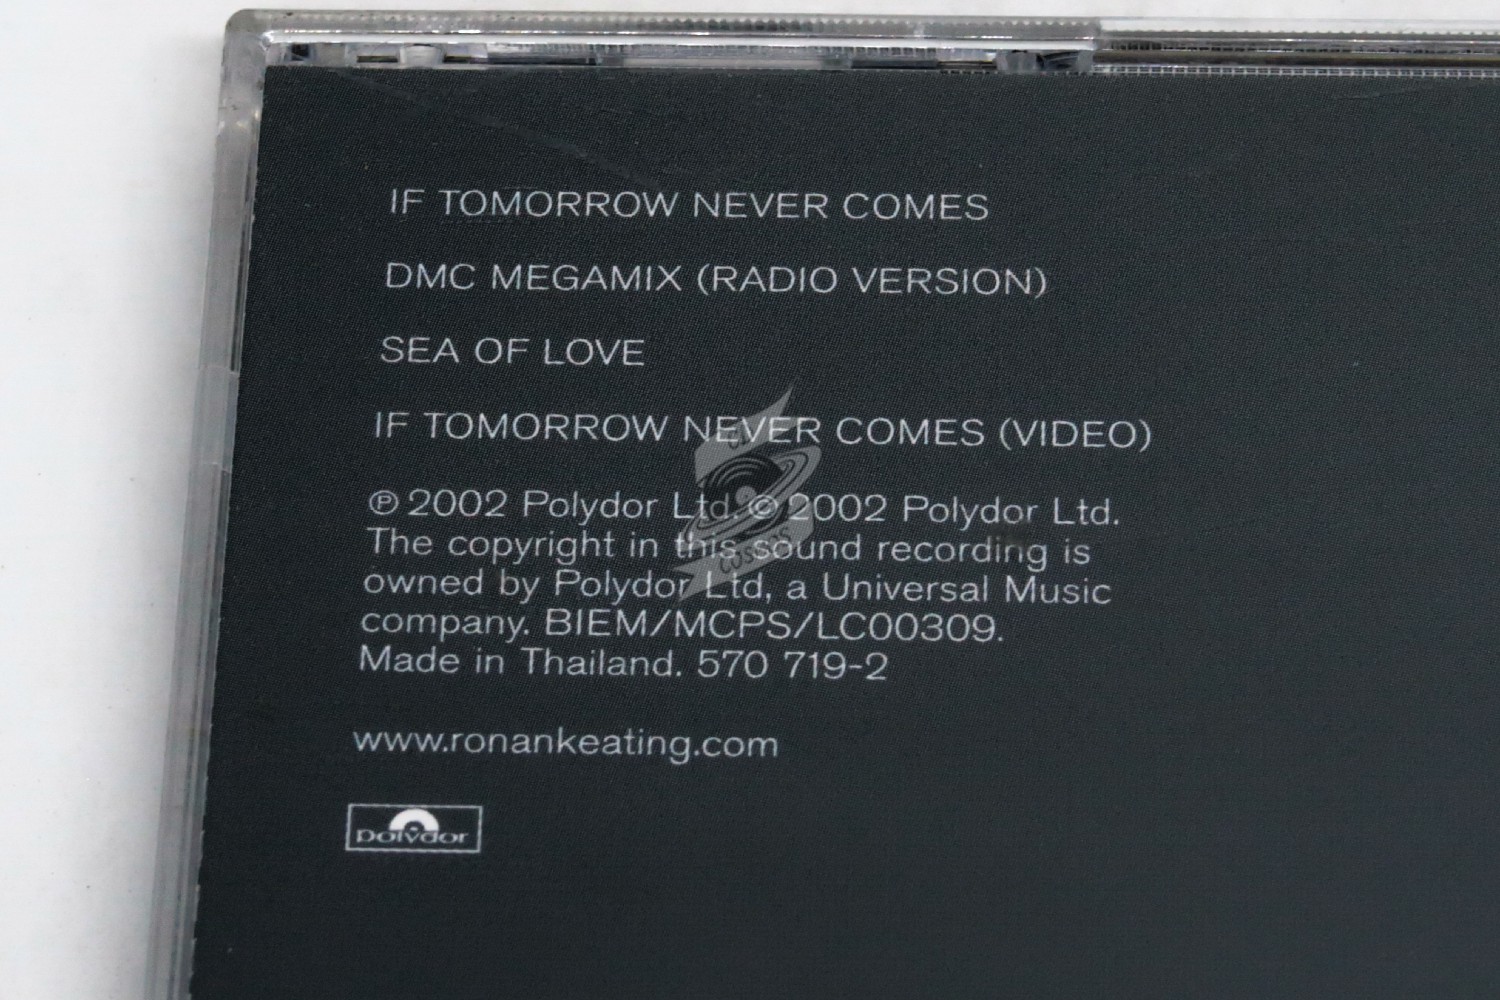 IF TOMORROW NEVER COMES
DMC MEGAMIX (RADIO VERSION)
SEA OF LOVE
IF TOMORROW NEVER COMES (VIDEO)
℗ 2002 Polydor Ltd. © 2002 Polydor Ltd.
The copyright in this sound recording is
owned by Polydor Ltd, a Universal Music
company. BIEM/MCPS/LC00309.
Made in Thailand. 570 719-2
www.ronankeating.com
polydor